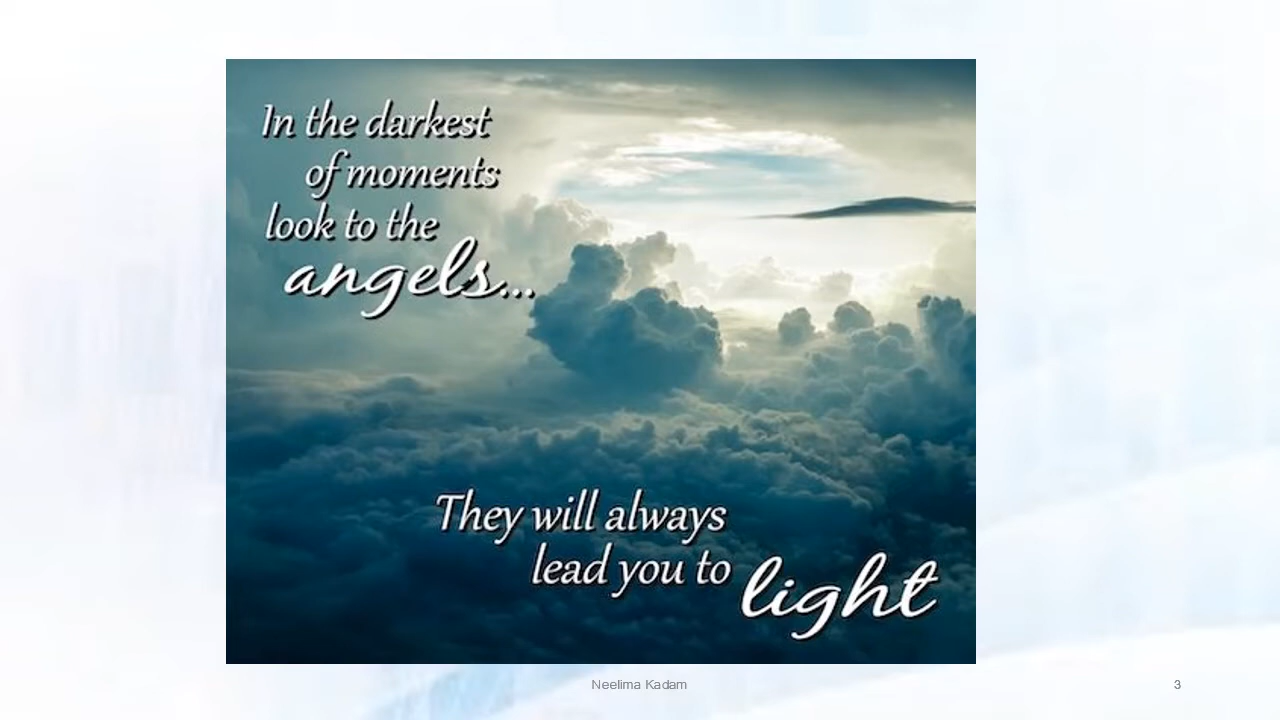 In the darkest
of moments
look to the
angels...
They will always
lead you to light
Neelima Kadam
3